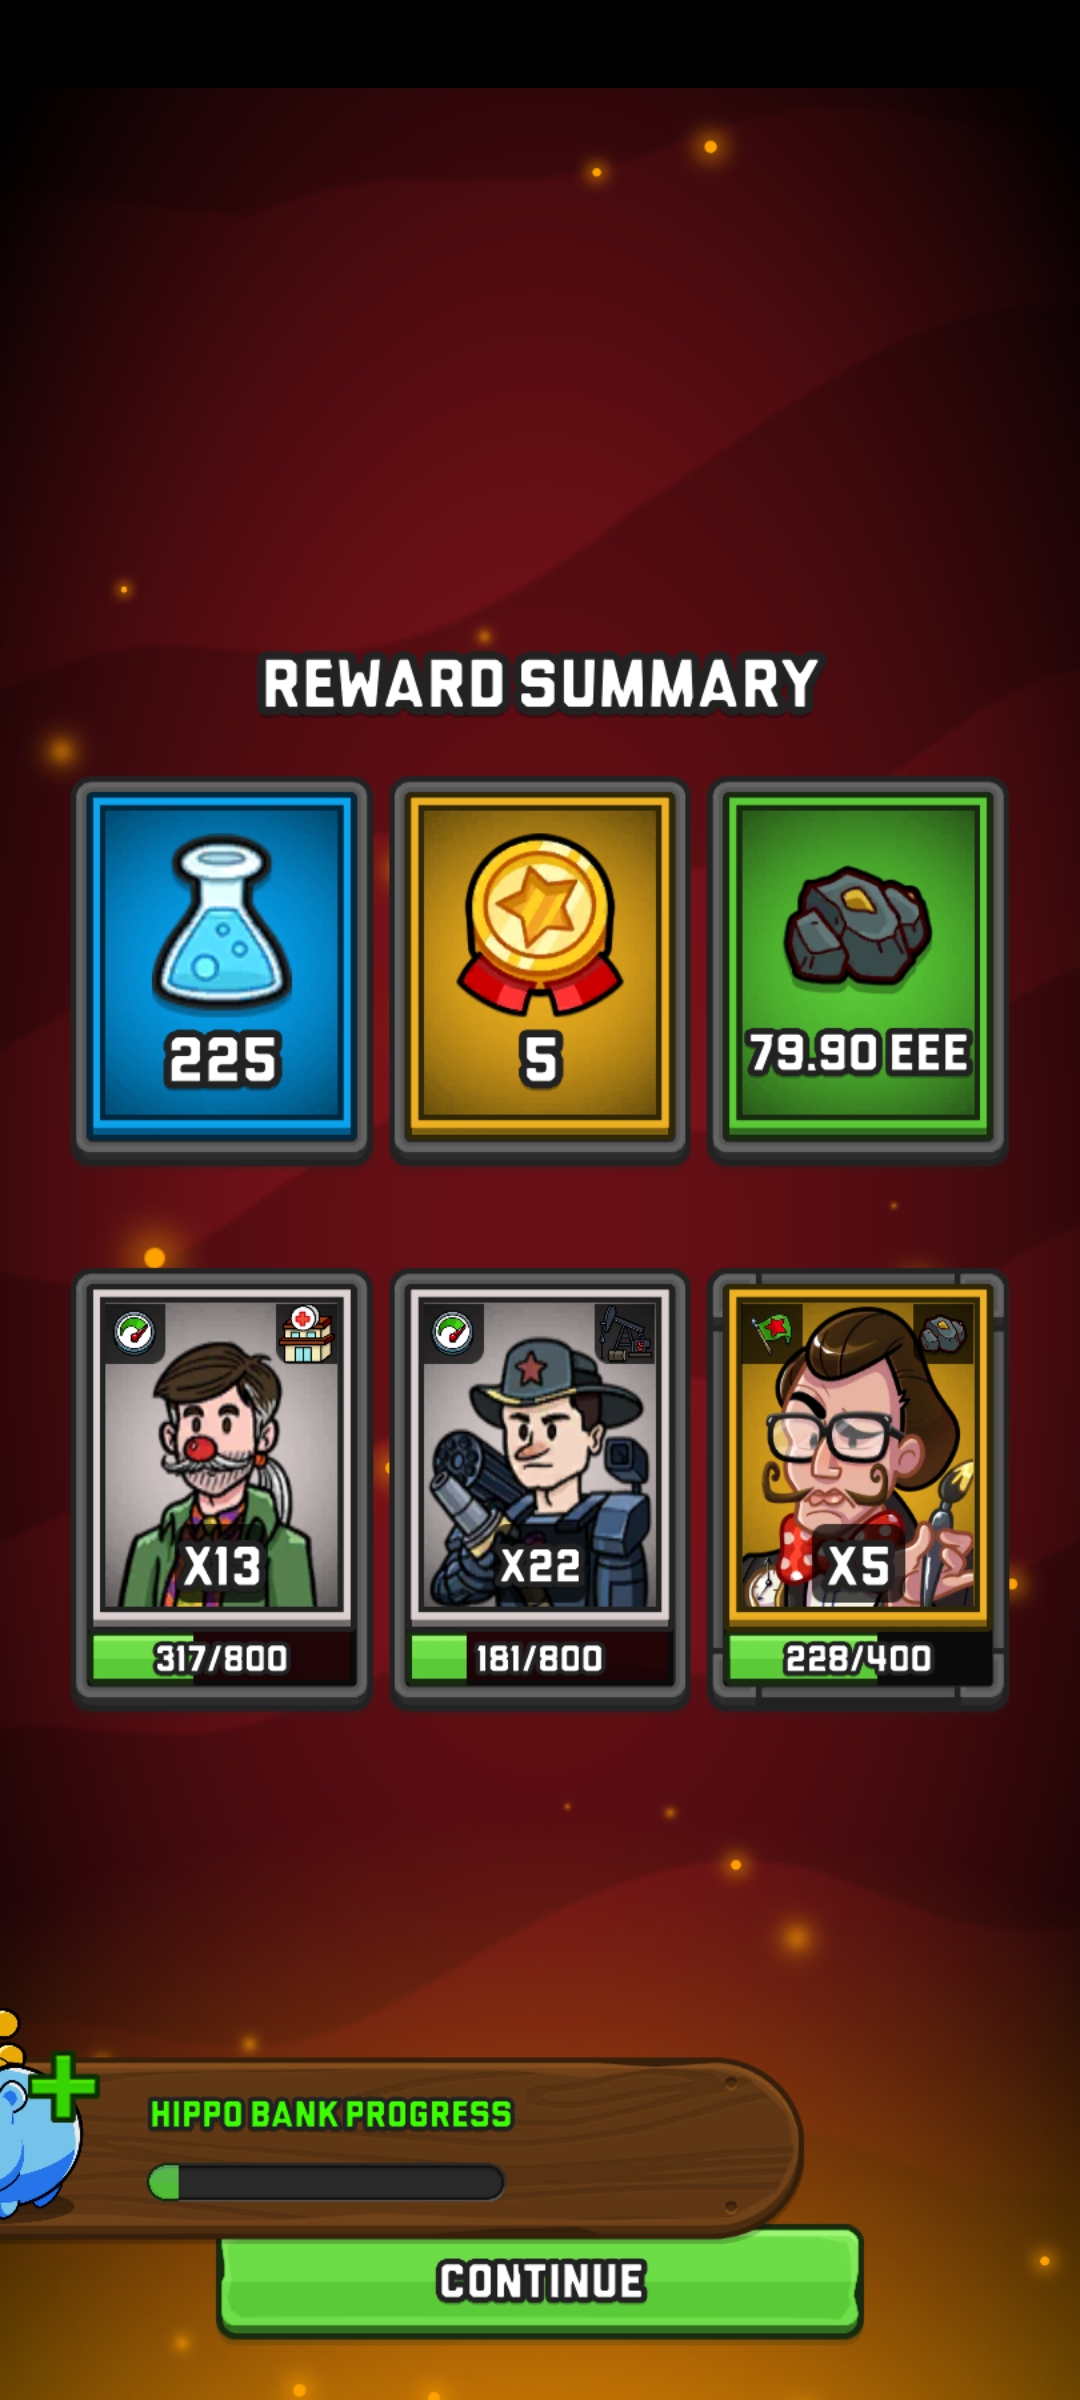 REWARD SUMMARY
225
5
79.90 EEE
X13
X22
X5
317/800
181/800
228/400
HIPPO BANK PROGRESS
CONTINUE